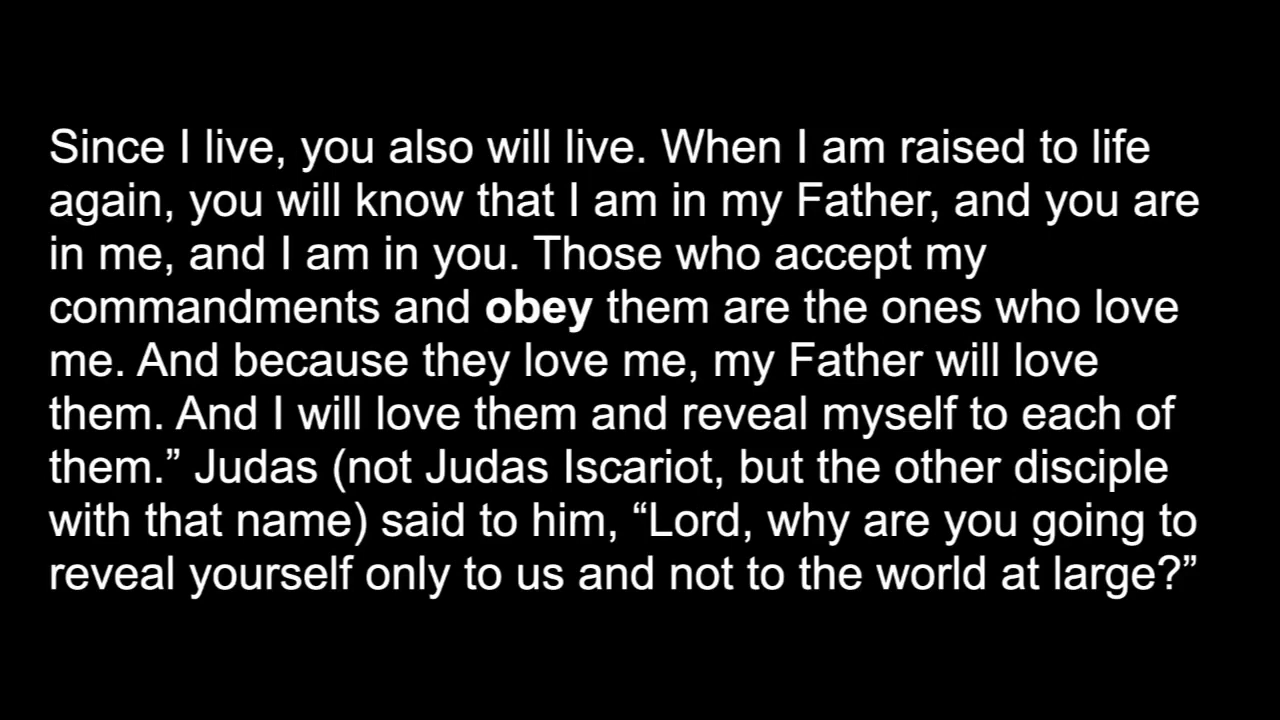 Since I live, you also will live. When I am raised to life
again, you will know that I am in my Father, and you are
in me, and I am in you. Those who accept my
commandments and obey them are the ones who love
me. And because they love me, my Father will love
them. And I will love them and reveal myself to each of
them.” Judas (not Judas Iscariot, but the other disciple
with that name) said to him, “Lord, why are you going to
reveal yourself only to us and not to the world at large?”